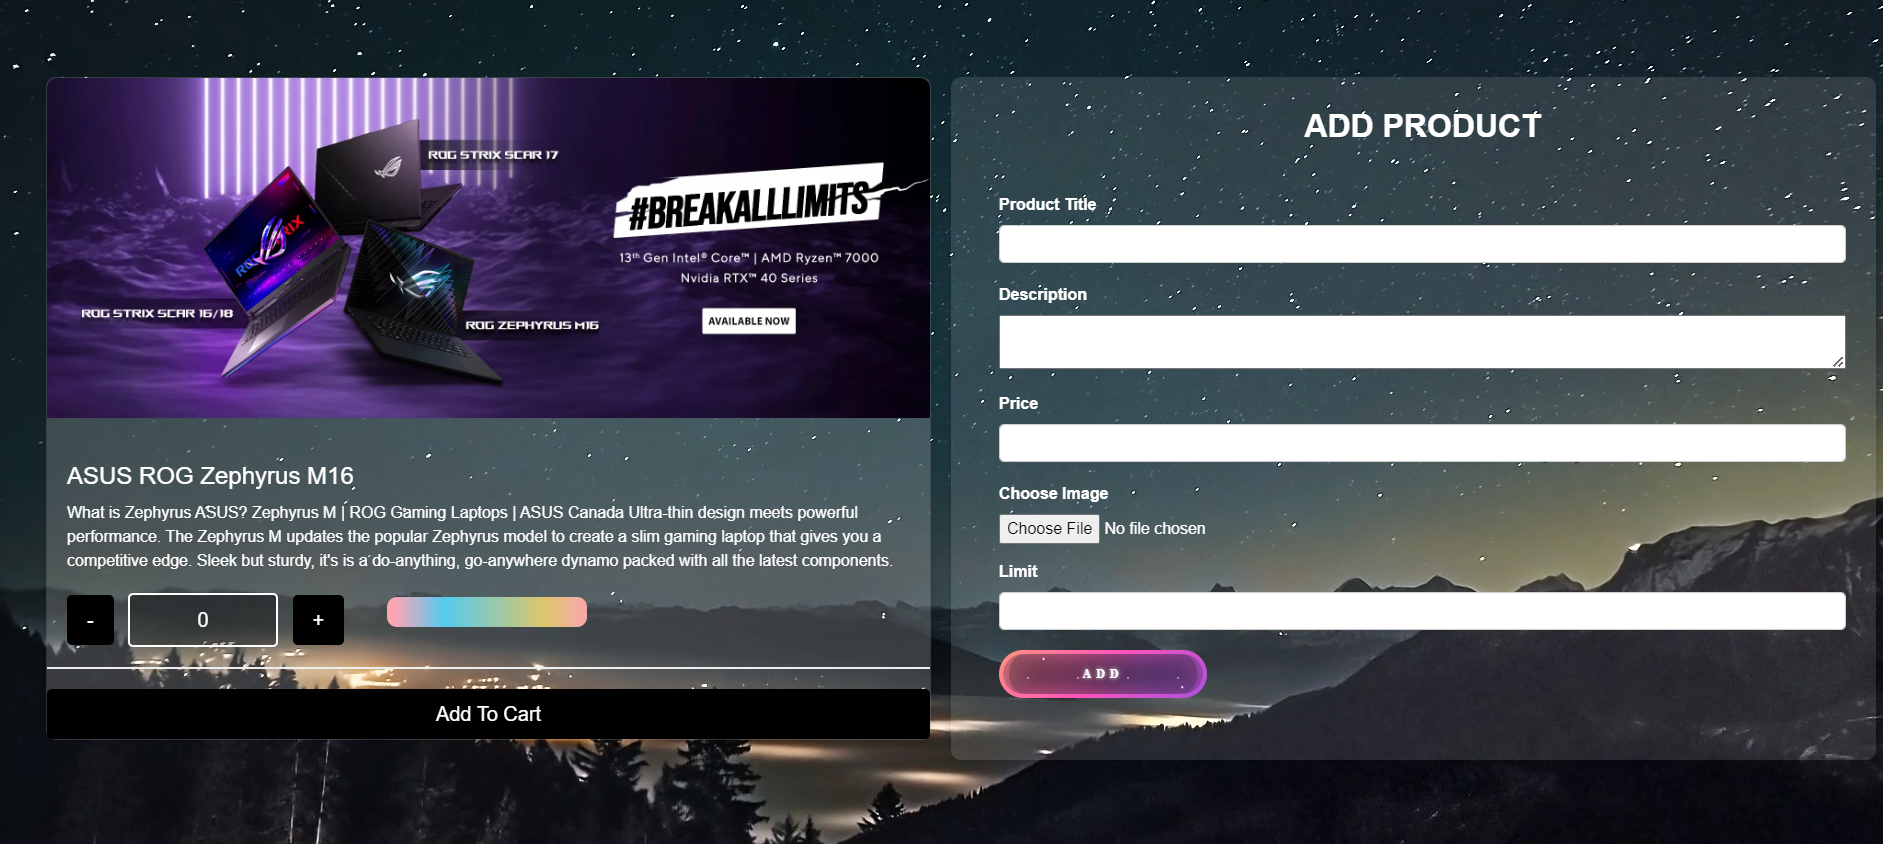 ROG STRIX SCAR 17
#BREAKALLLIMITS
13th Gen Intel® Core™ | AMD Ryzen™ 7000
Nvidia RTX™ 40 Series
ROG STRIX SCAR 16/18
ROG ZEPHYRUS M16
AVAILABLE NOW
ASUS ROG Zephyrus M16
What is Zephyrus ASUS? Zephyrus M | ROG Gaming Laptops | ASUS Canada Ultra-thin design meets powerful
performance. The Zephyrus M updates the popular Zephyrus model to create a slim gaming laptop that gives you a
competitive edge. Sleek but sturdy, it's is a do-anything, go-anywhere dynamo packed with all the latest components.
- 0 +
Add To Cart
ADD PRODUCT
Product Title
Description
Price
Choose Image
Choose File No file chosen
Limit
ADD